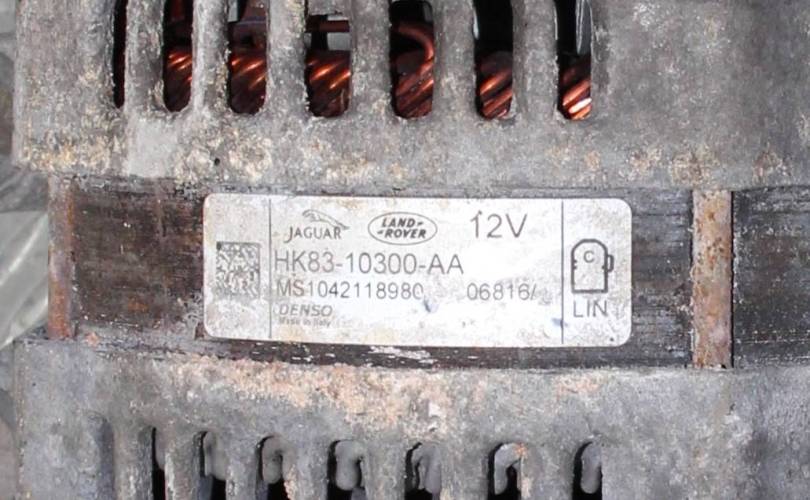 JAGUAR LAND-ROVER 12V
HK83-10300-AA
MS1042118980 06816/
DENSO
Made in Italy
C
LIN